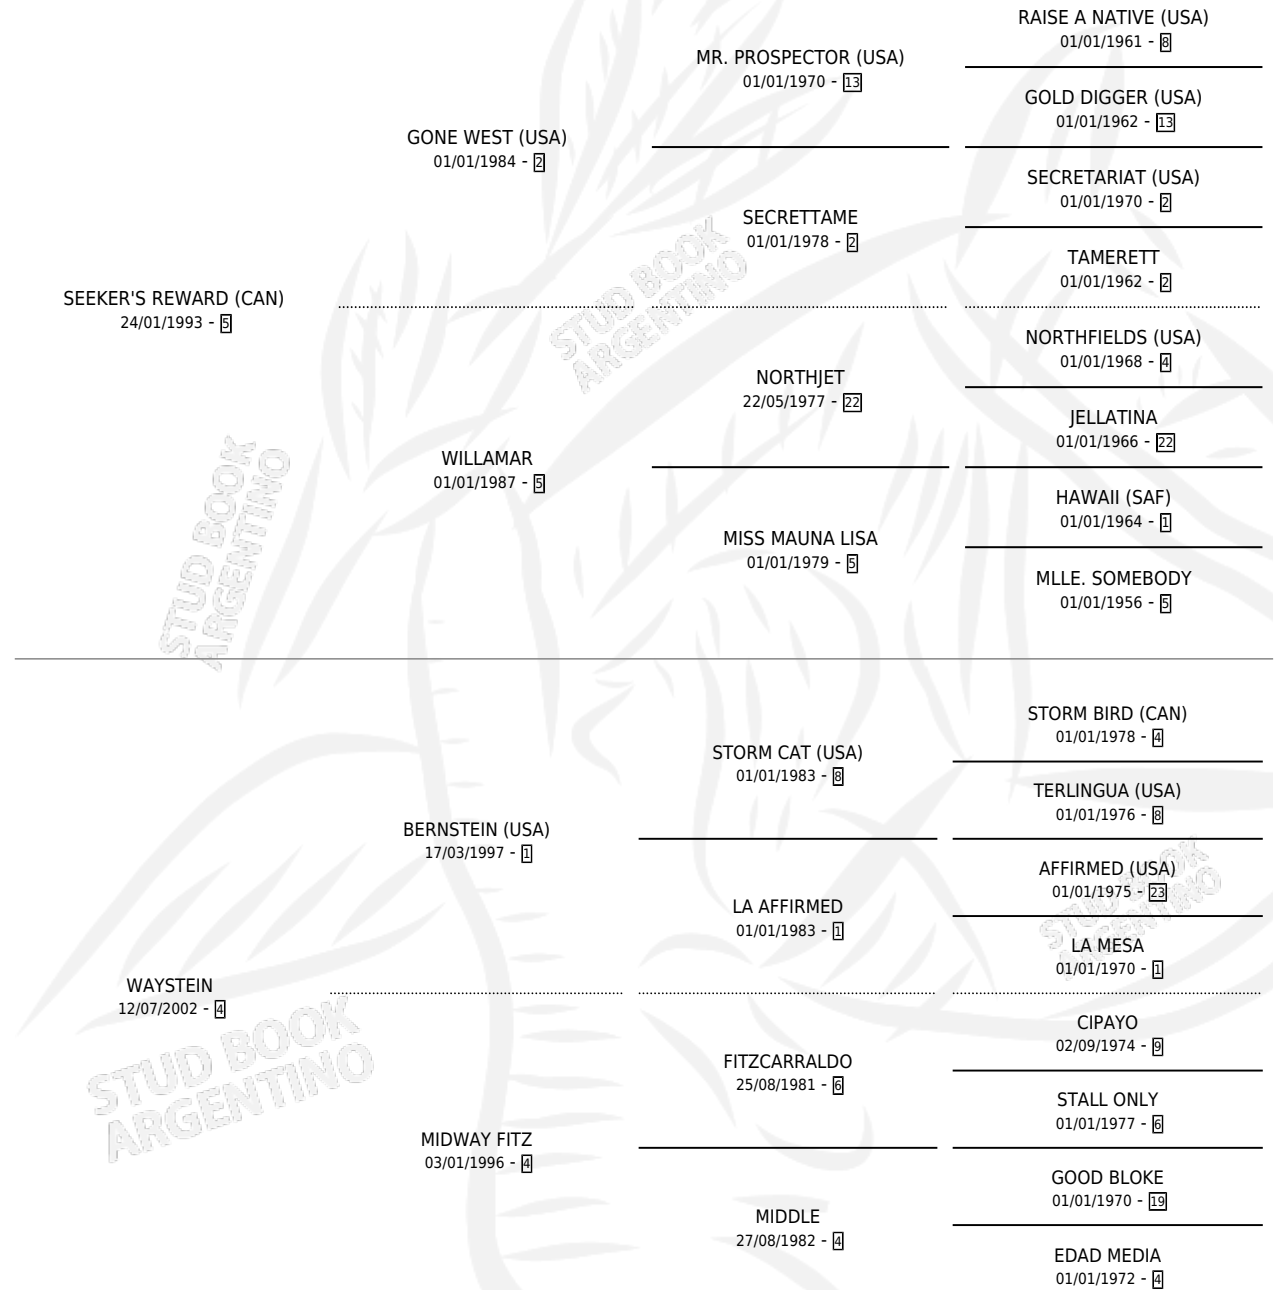 RAISE A NATIVE (USA)
01/01/1961 - 8
MR. PROSPECTOR (USA)
01/01/1970 - 13
GOLD DIGGER (USA)
01/01/1962 - 13
GONE WEST (USA)
01/01/1984 - 2
SECRETARIAT (USA)
01/01/1970 - 2
SECRETTAME
01/01/1978 - 2
TAMERETT
01/01/1962 - 2
SEEKER'S REWARD (CAN)
24/01/1993 - 5
NORTHFIELDS (USA)
01/01/1968 - 4
NORTHJET
22/05/1977 - 22
JELLATINA
01/01/1966 - 22
WILLAMAR
01/01/1987 - 5
HAWAII (SAF)
01/01/1964 - 1
MISS MAUNA LISA
01/01/1979 - 5
MLLE. SOMEBODY
01/01/1956 - 5
STORM BIRD (CAN)
01/01/1978 - 4
STORM CAT (USA)
01/01/1983 - 8
TERLINGUA (USA)
01/01/1976 - 8
BERNSTEIN (USA)
17/03/1997 - 1
AFFIRMED (USA)
01/01/1975 - 23
LA AFFIRMED
01/01/1983 - 1
LA MESA
01/01/1970 - 1
WAYSTEIN
12/07/2002 - 4
CIPAYO
02/09/1974 - 9
FITZCARRALDO
25/08/1981 - 6
STALL ONLY
01/01/1977 - 6
MIDWAY FITZ
03/01/1996 - 4
GOOD BLOKE
01/01/1970 - 19
MIDDLE
27/08/1982 - 4
EDAD MEDIA
01/01/1972 - 4
STUD BOOK
ARGENTINO
STUD BOOK
ARGENTINO
STUD BOOK
ARGENTINO
STUD BOOK
ARGENTINO